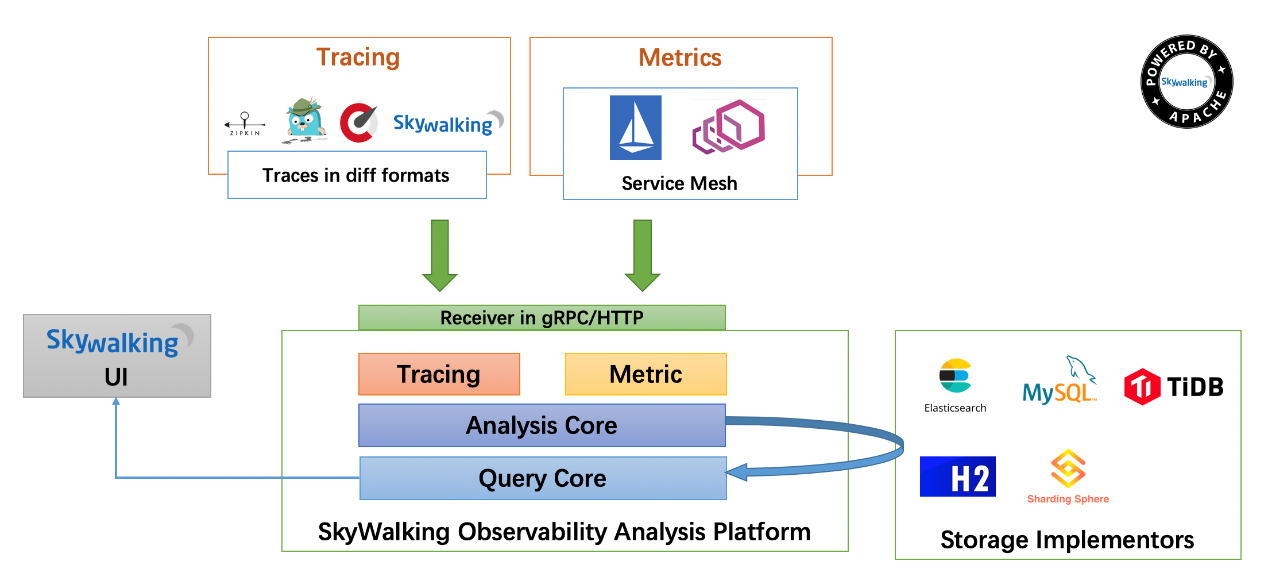 Tracing
Metrics
ZIPKIN
Skywalking
Traces in diff formats
Service Mesh
POWERED BY
Skywalking
APACHE
Receiver in gRPC/HTTP
Skywalking
UI
Tracing
Metric
Analysis Core
Query Core
SkyWalking Observability Analysis Platform
Elasticsearch
MySQL™
TiDB
H2
Sharding Sphere
Storage Implementors